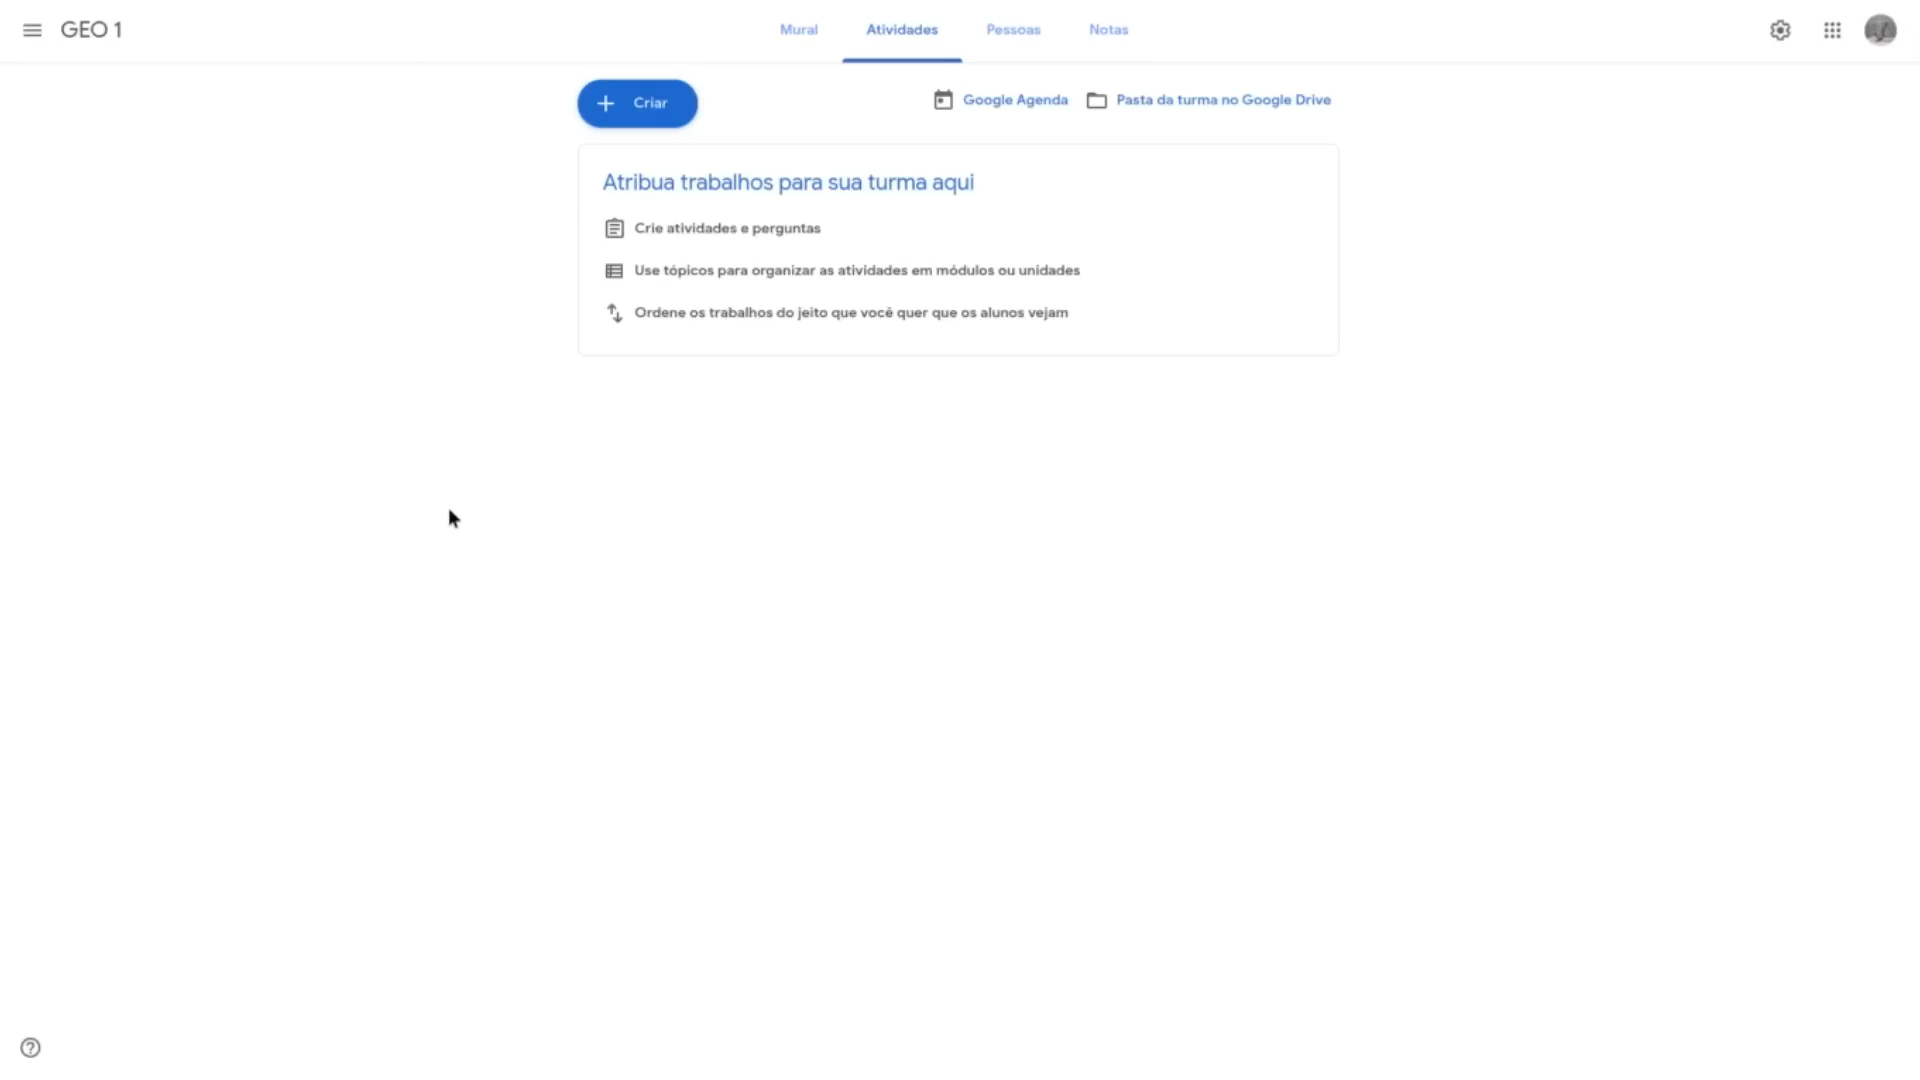 GEO 1
Mural
Atividades
Pessoas
Notas
Criar
Google Agenda
Pasta da turma no Google Drive
Atribua trabalhos para sua turma aqui
Crie atividades e perguntas
Use tópicos para organizar as atividades em módulos ou unidades
Ordene os trabalhos do jeito que você quer que os alunos vejam